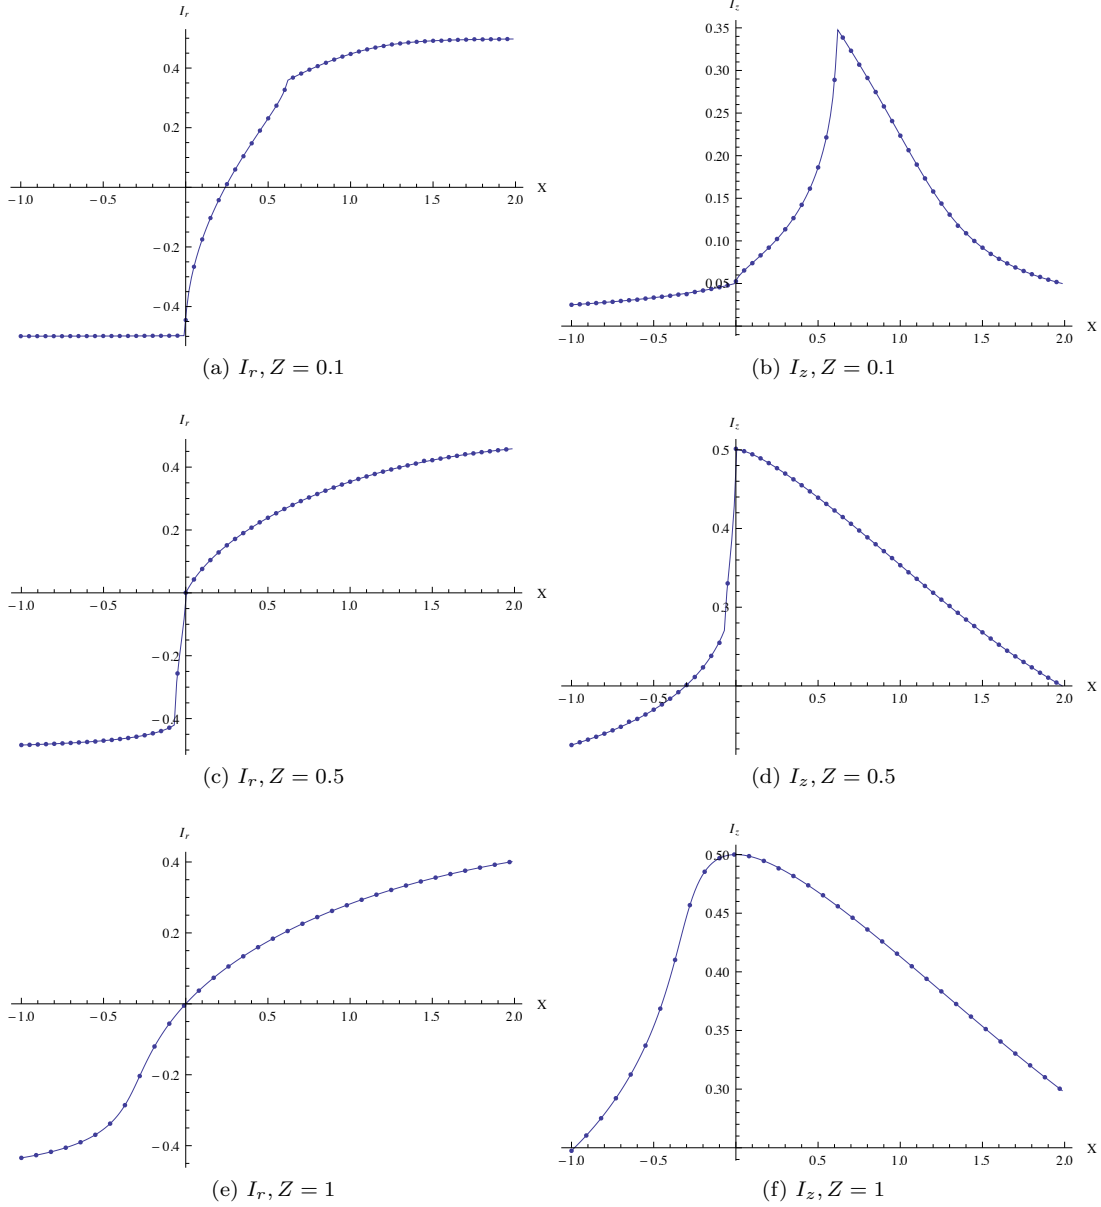 I_r
0.4
0.2
X
−1.0 −0.5 0.5 1.0 1.5 2.0
−0.2
−0.4
(a) I_r, Z = 0.1
I_z
0.35
0.30
0.25
0.20
0.15
0.10
0.05
X
−1.0 −0.5 0.5 1.0 1.5 2.0
(b) I_z, Z = 0.1
I_r
0.4
0.2
X
−1.0 −0.5 0.5 1.0 1.5 2.0
−0.2
−0.4
(c) I_r, Z = 0.5
I_z
0.5
0.4
0.3
X
−1.0 −0.5 0.5 1.0 1.5 2.0
(d) I_z, Z = 0.5
I_r
0.4
0.2
X
−1.0 −0.5 0.5 1.0 1.5 2.0
−0.2
−0.4
(e) I_r, Z = 1
I_z
0.50
0.45
0.40
0.35
0.30
X
−1.0 −0.5 0.5 1.0 1.5 2.0
(f) I_z, Z = 1